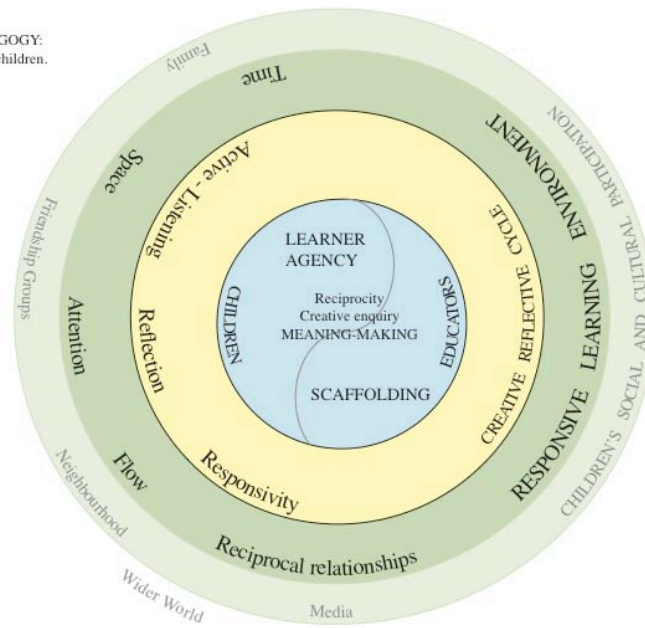 GOGY:
children.
Family
Time
Space
Friendship Groups
Attention
Flow
Neighbourhood
Wider World
Media
Reciprocal relationships
RESPONSIVE LEARNING ENVIRONMENT
CHILDREN'S SOCIAL AND CULTURAL PARTICIPATION
Active - Listening
Reflection
Responsivity
CREATIVE REFLECTIVE CYCLE
CHILDREN
EDUCATORS
LEARNER
AGENCY
Reciprocity
Creative enquiry
MEANING-MAKING
SCAFFOLDING